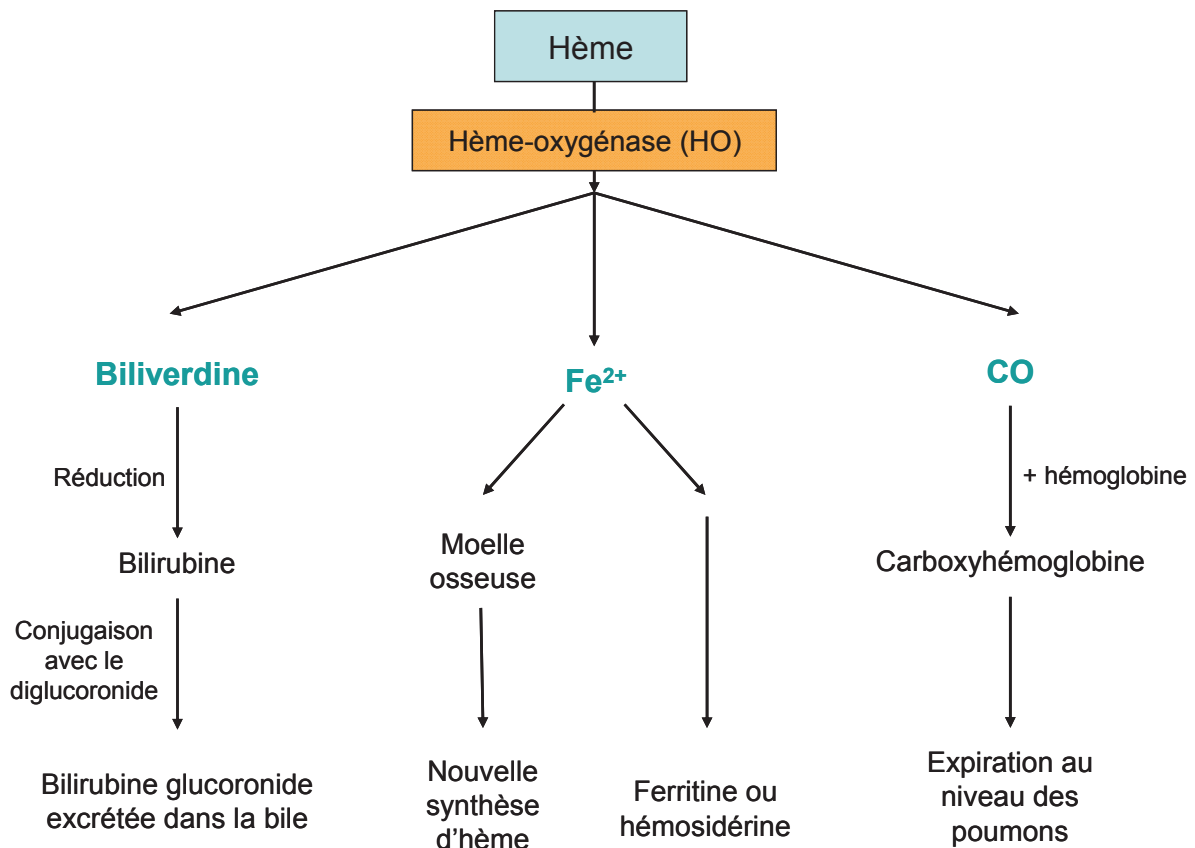 Hème
Hème-oxygénase (HO)
Biliverdine
Fe²⁺
CO
Réduction
+ hémoglobine
Bilirubine
Moelle
osseuse
Carboxyhémoglobine
Conjugaison
avec le
diglucoronide
Bilirubine glucoronide
excrétée dans la bile
Nouvelle
synthèse
d’hème
Ferritine ou
hémosidérine
Expiration au
niveau des
poumons